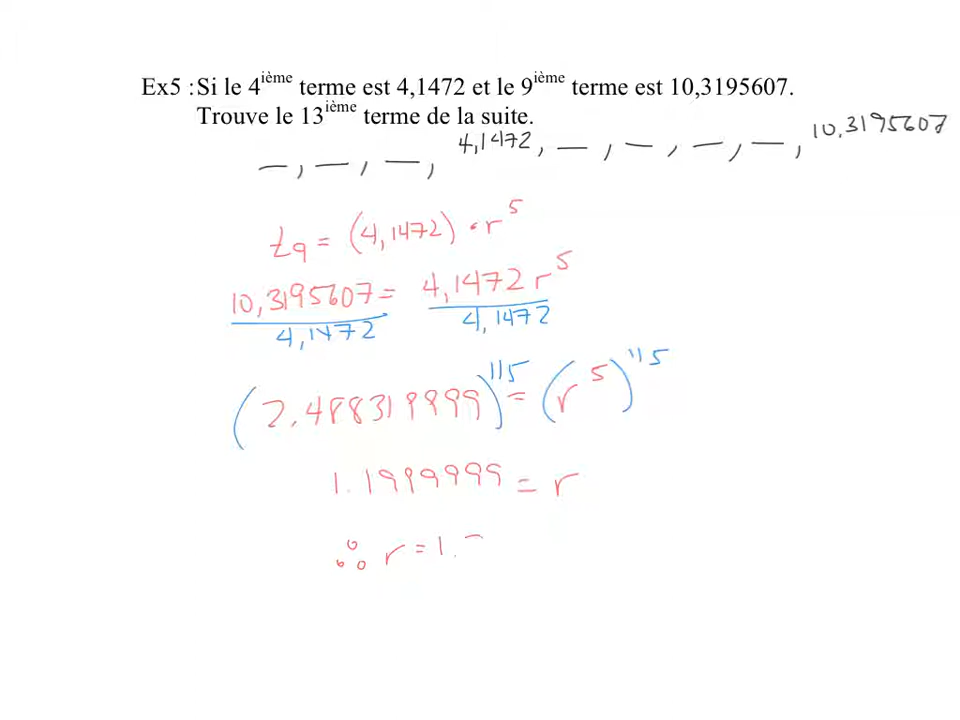 Ex5 : Si le 4ième terme est 4,1472 et le 9ième terme est 10,3195607.
Trouve le 13ième terme de la suite.
—, —, —, 4,1472, —, —, —, —, 10,3195607
t9 = (4,1472) · r^5
10,3195607 = 4,1472 r^5
4,1472 4,1472
(2.488319999)^1/5 = (r^5)^1/5
1.1999999 = r
∴ r = 1.